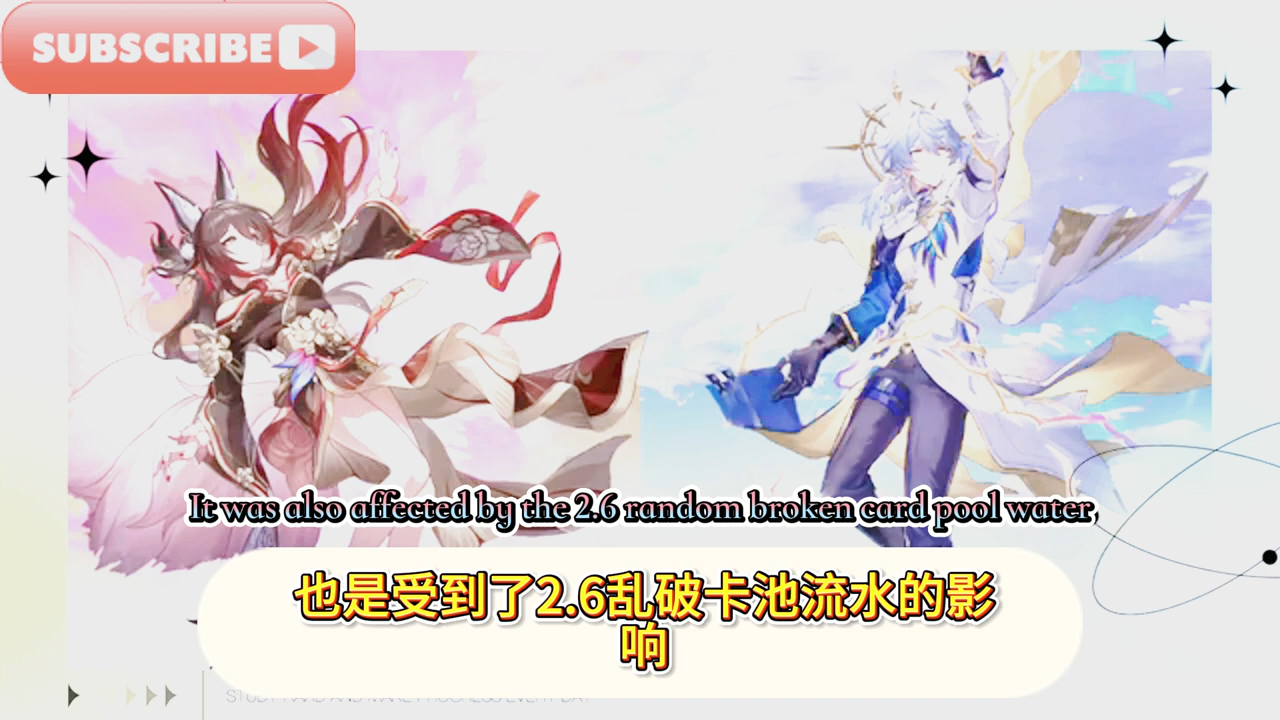 SUBSCRIBE
It was also affected by the 2.6 random broken card pool water,
也是受到了2.6乱破卡池流水的影
响